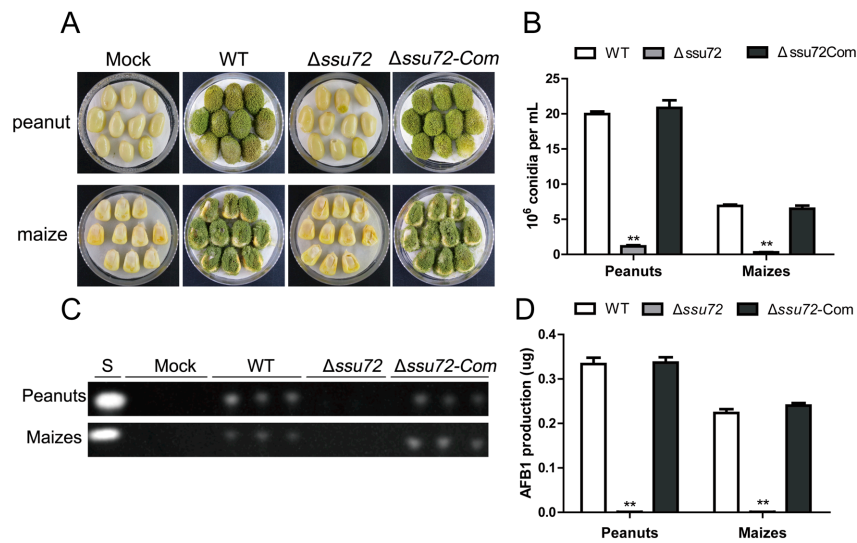 A
Mock WT Δssu72 Δssu72-Com
peanut
maize
B
WT Δssu72 Δssu72Com
10⁶ conidia per mL
25
20
15
10
5
0
** **
Peanuts Maizes
C
S Mock WT Δssu72 Δssu72-Com
Peanuts
Maizes
D
WT Δssu72 Δssu72-Com
AFB1 production (ug)
0.4
0.3
0.2
0.1
0.0
** **
Peanuts Maizes